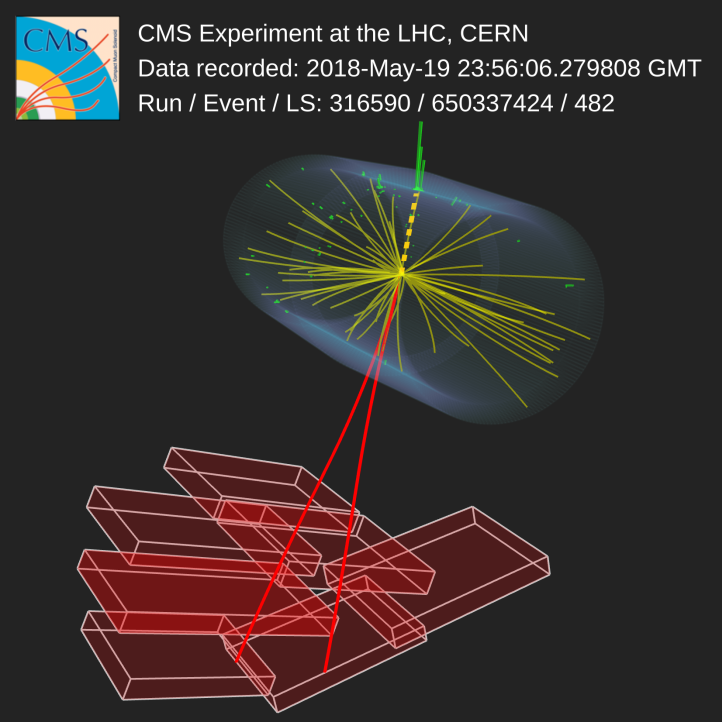 CMS
CMS Experiment at the LHC, CERN
Data recorded: 2018-May-19 23:56:06.279808 GMT
Run / Event / LS: 316590 / 650337424 / 482
Compact Muon Solenoid